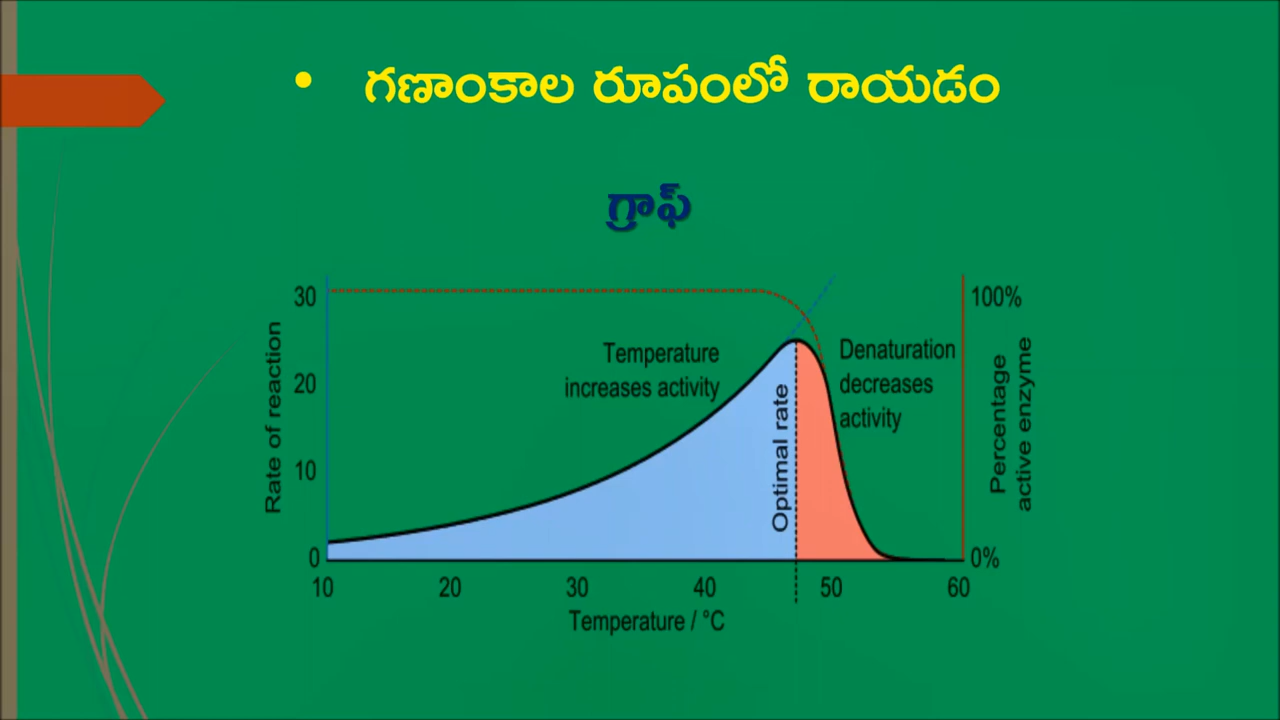 • గణాంకాల రూపంలో రాయడం
గ్రాఫ్
30
20
10
0
Rate of reaction
Temperature
increases activity
Optimal rate
Denaturation
decreases
activity
100%
0%
Percentage
active enzyme
10 20 30 40 50 60
Temperature / °C